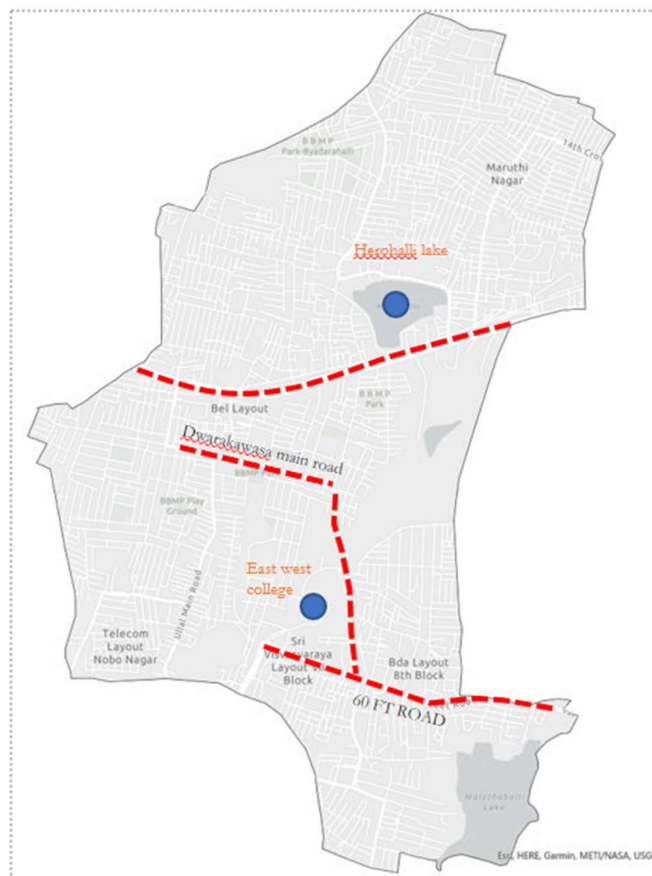 BBMP
Park-Byadarahalli
Maruthi
Nagar
14th Cro
Herohalli lake
Bel Layout
BBMP
Park
Dwarakawasa main road
BBMP Play
Ground
Ullal Main Road
East west
college
Telecom
Layout
Nobo Nagar
Sri
Layout
Block
Bda Layout
8th Block
60 FT ROAD
Mallathahalli
Lake
Esri, HERE, Garmin, METI/NASA, USG